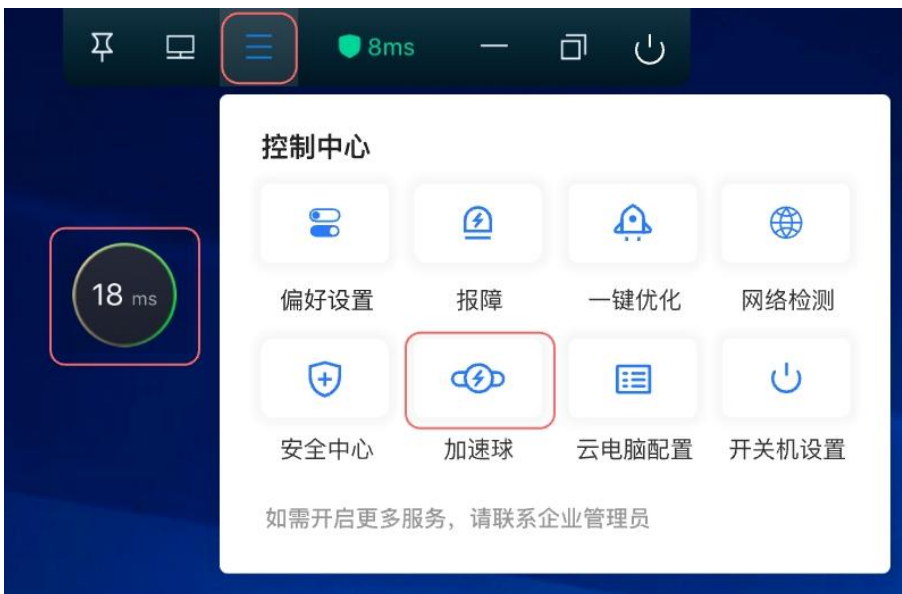 8ms
控制中心
18 ms
偏好设置 报障 一键优化 网络检测
安全中心 加速球 云电脑配置 开关机设置
如需开启更多服务，请联系企业管理员